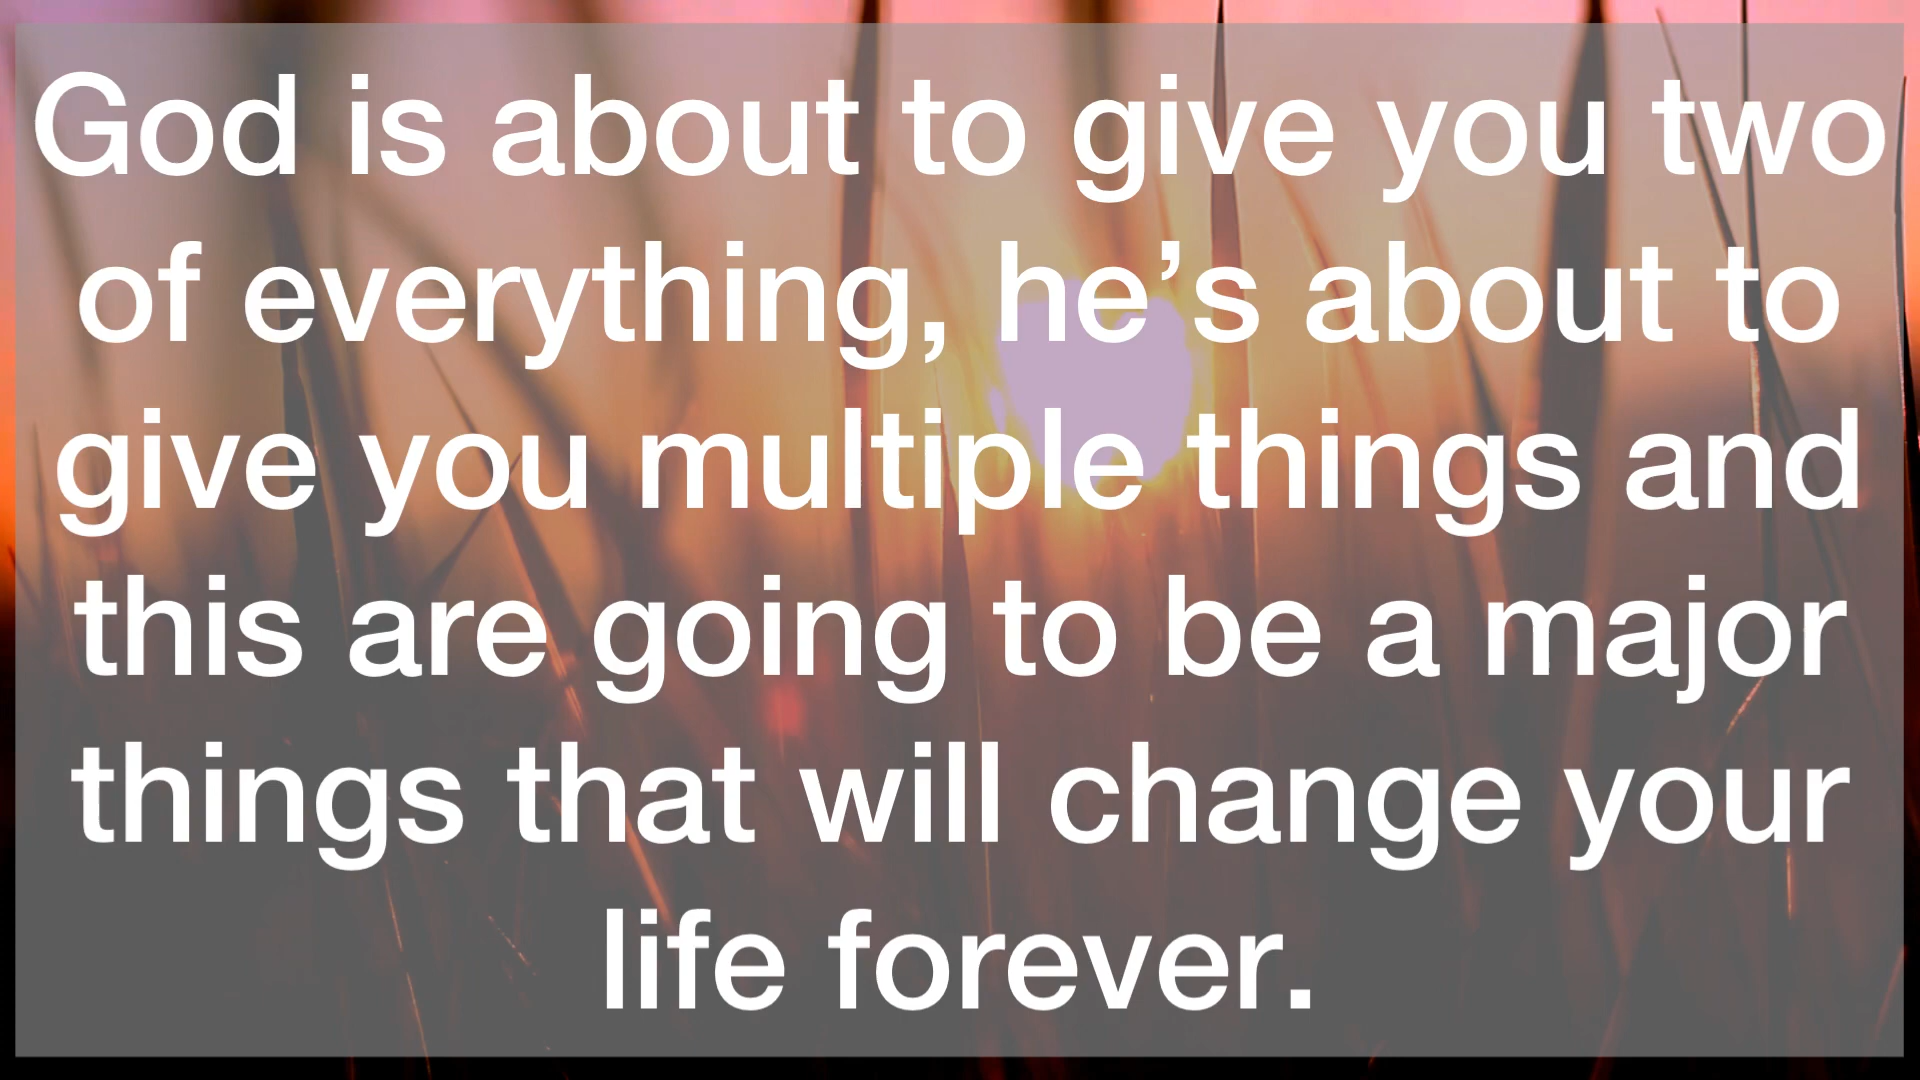 God is about to give you two
of everything, he’s about to
give you multiple things and
this are going to be a major
things that will change your
life forever.